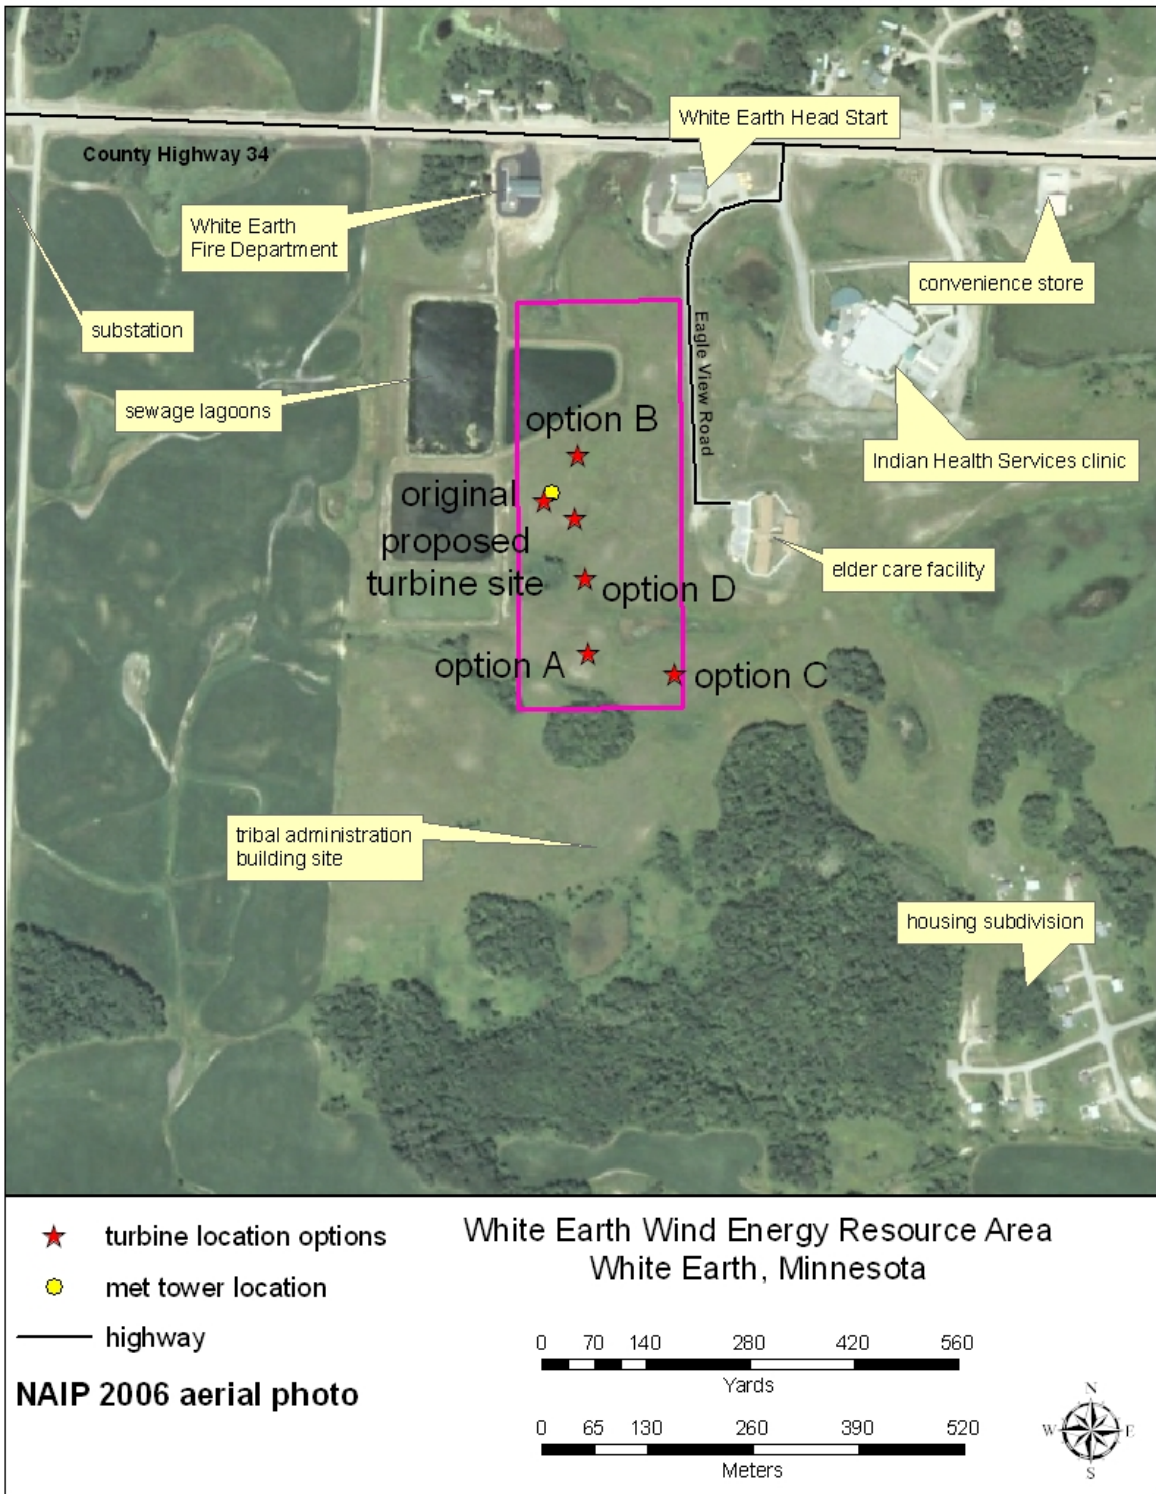 White Earth Head Start
County Highway 34
White Earth
Fire Department
convenience store
substation
Eagle View Road
sewage lagoons
option B
Indian Health Services clinic
original
proposed
turbine site
elder care facility
option D
option A
option C
tribal administration
building site
housing subdivision
turbine location options
met tower location
highway
NAIP 2006 aerial photo
White Earth Wind Energy Resource Area
White Earth, Minnesota
0 70 140 280 420 560
Yards
0 65 130 260 390 520
Meters
N
W E
S